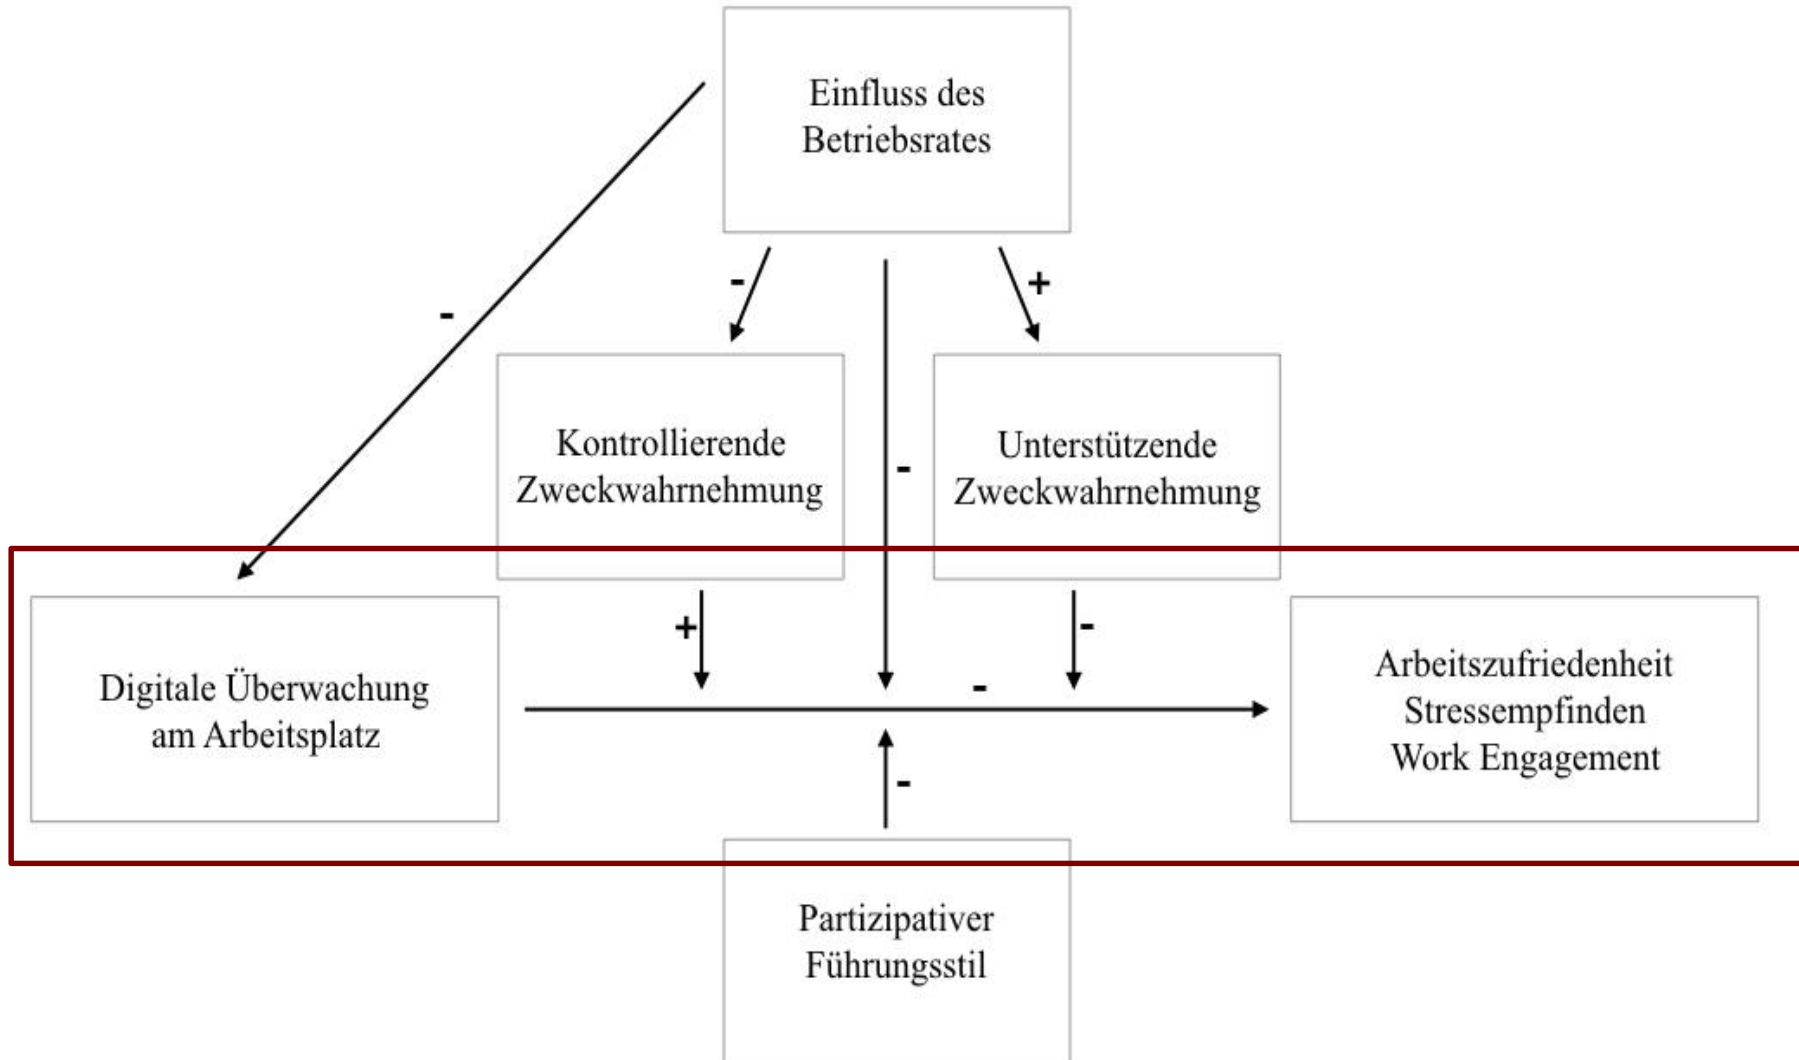 Einfluss des
Betriebsrates
-
-
+
-
Kontrollierende
Zweckwahrnehmung
Unterstützende
Zweckwahrnehmung
+
-
-
Digitale Überwachung
am Arbeitsplatz
Arbeitszufriedenheit
Stressempfinden
Work Engagement
-
Partizipativer
Führungsstil